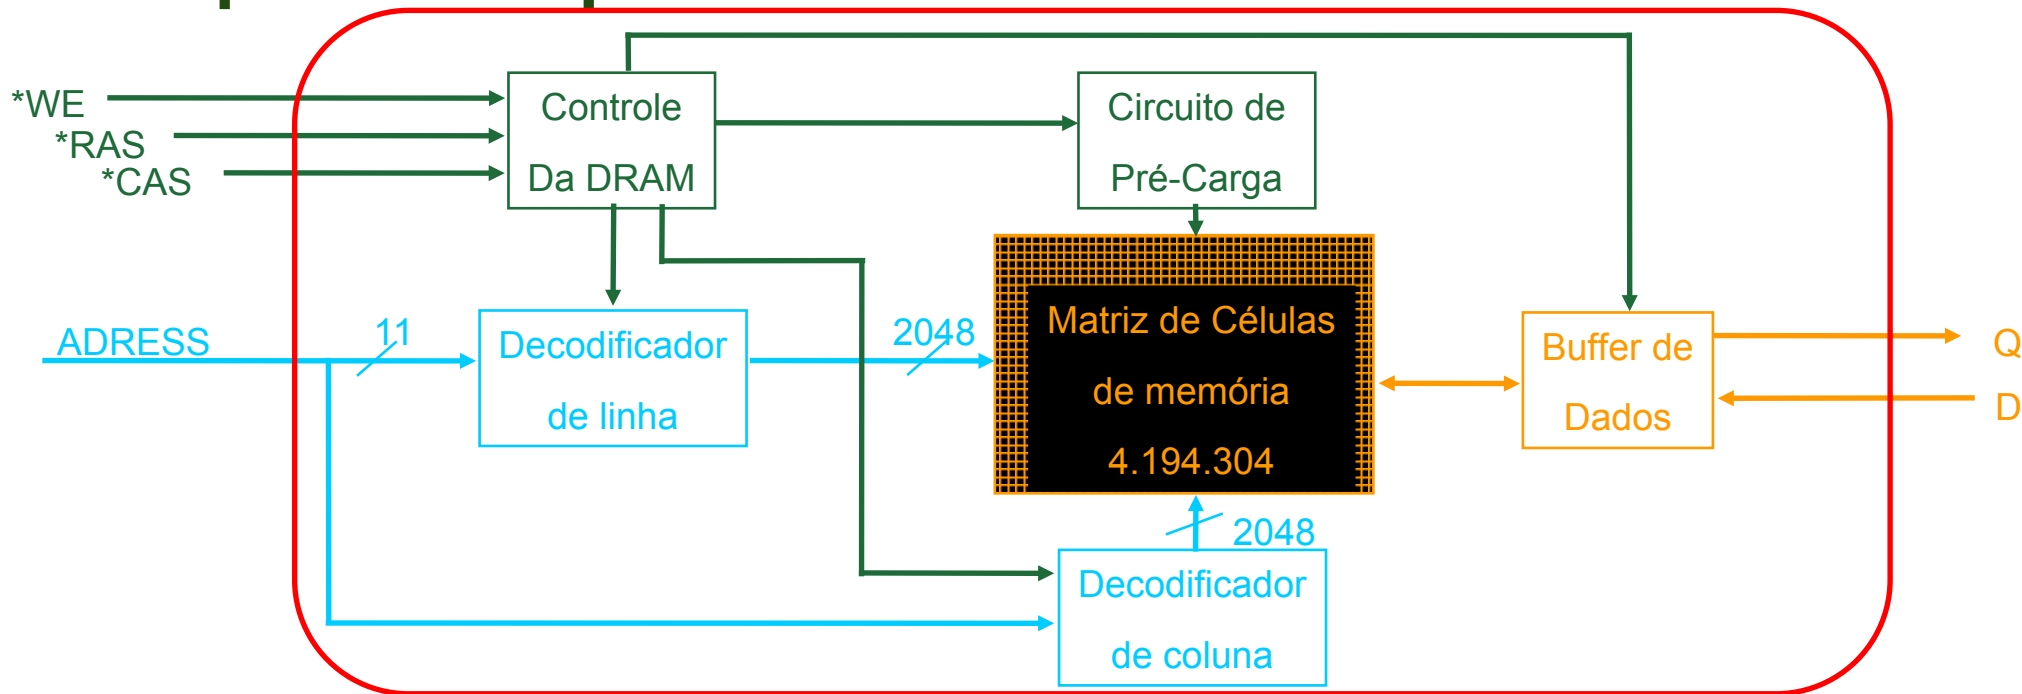 *WE
*RAS
*CAS
Controle
Da DRAM
Circuito de
Pré-Carga
ADRESS
11
Decodificador
de linha
2048
Matriz de Células
de memória
4.194.304
Buffer de
Dados
Q
D
2048
Decodificador
de coluna